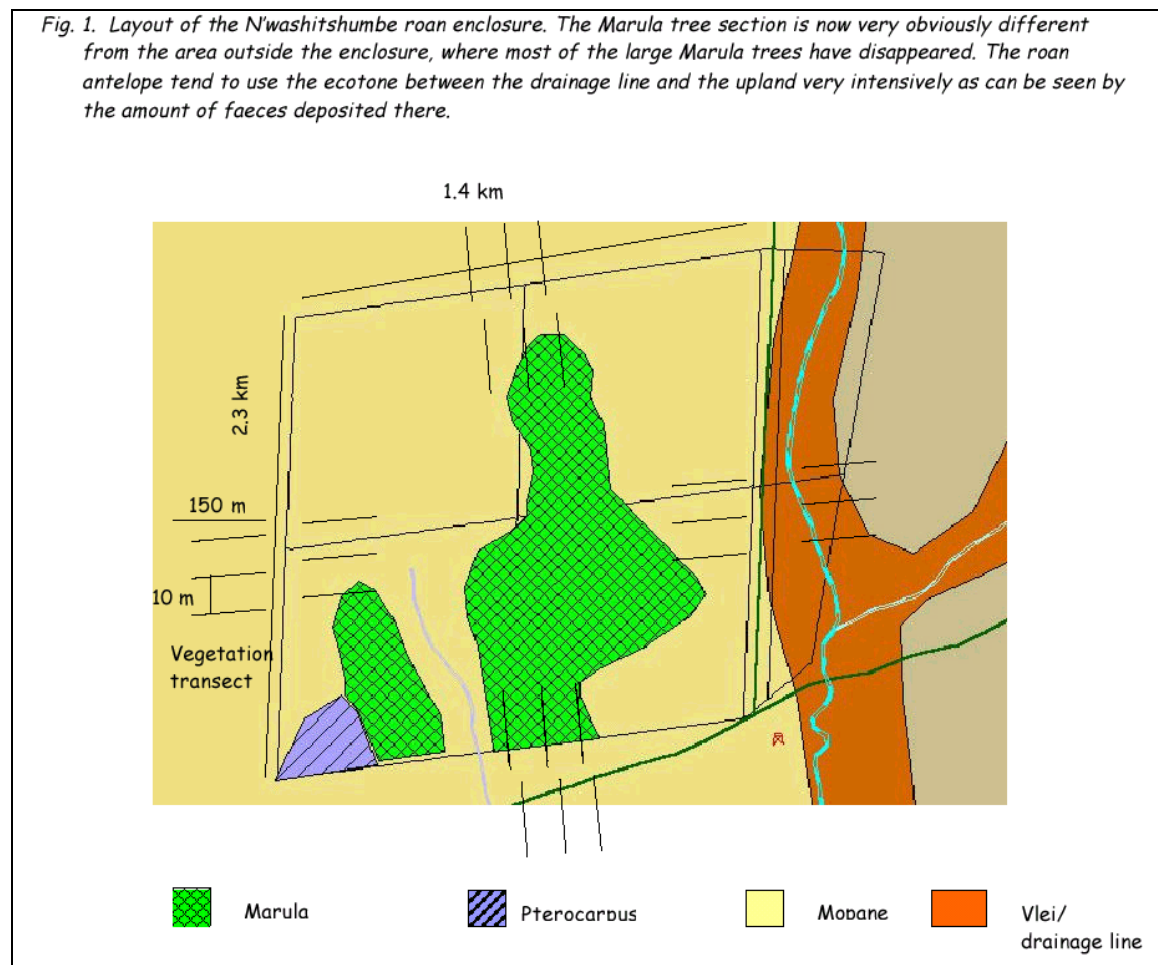 Fig. 1. Layout of the N'washitshumbe roan enclosure. The Marula tree section is now very obviously different
from the area outside the enclosure, where most of the large Marula trees have disappeared. The roan
antelope tend to use the ecotone between the drainage line and the upland very intensively as can be seen by
the amount of faeces deposited there.
1.4 km
2.3 km
150 m
10 m
Vegetation
transect
Marula
Pterocarpus
Mopane
Vlei/
drainage line